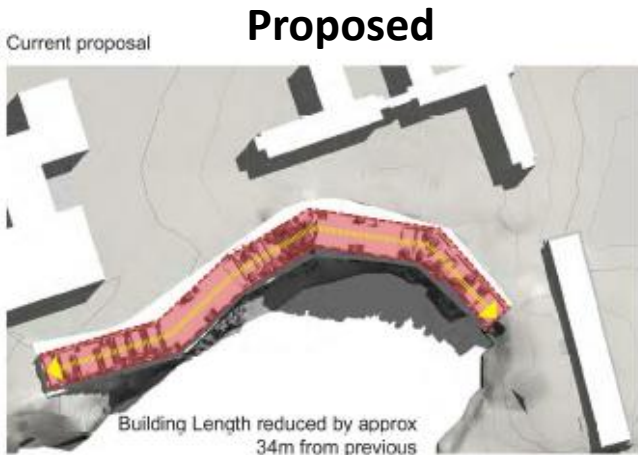 Proposed
Current proposal
Building Length reduced by approx
34m from previous